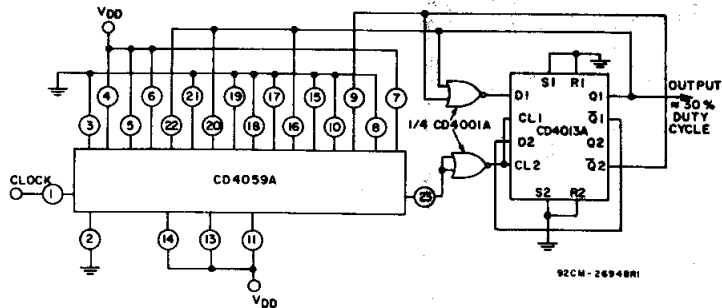 VDD
4 6 21 19 17 15 9 7
3 5 22 20 18 16 10 8
S1 R1
D1 Q1
OUTPUT
≈ 50%
DUTY
CYCLE
1/4 CD4001A
CL1 Q̅1
CD4013A
D2 Q2
CL2 Q̅2
S2 R2
CLOCK
1
CD4059A
23
2
14 13 11
VDD
92CM-26948R1